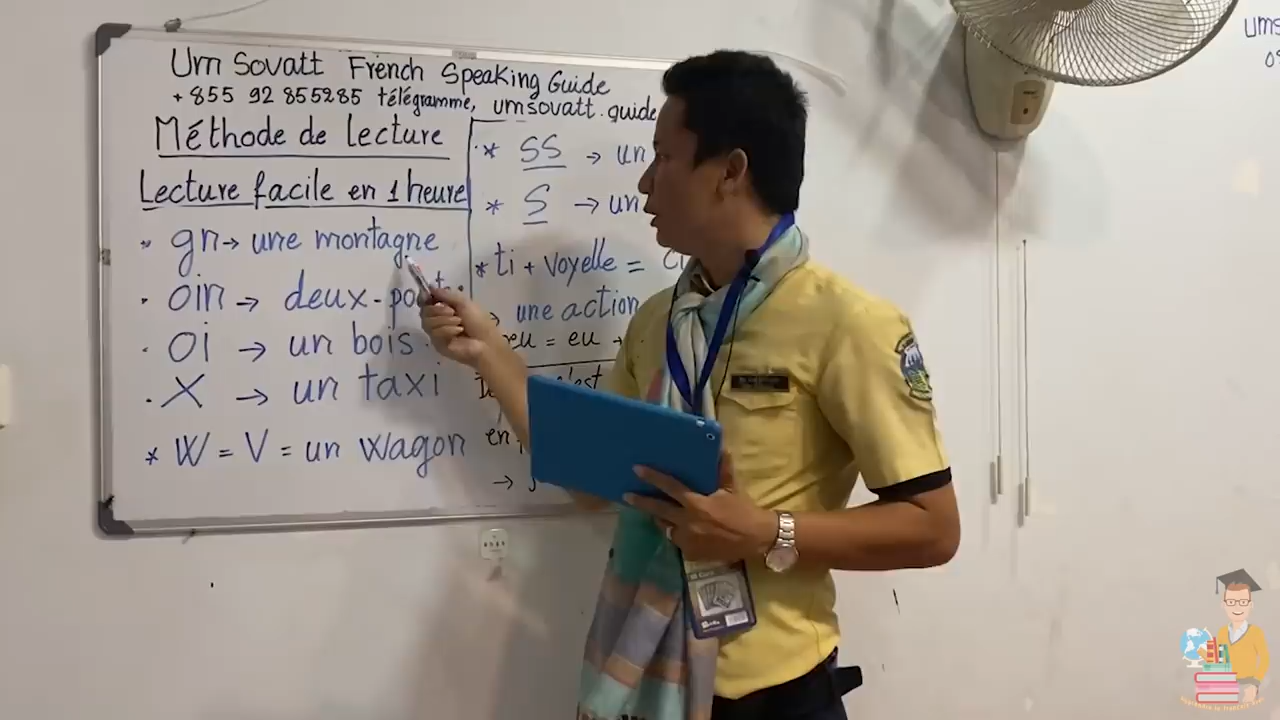 Um Sovatt French Speaking Guide
+ 855 92 855285 télégramme, umsovatt.guide
Méthode de lecture
Lecture facile en 1 heure
* gn → une montagne
· oin → deux-
· oi → un bois
· X → un taxi
* W = V = un wagon
* SS → un
* S → un
* ti + voyelle =
→ une action
= eu →
en
→
ums